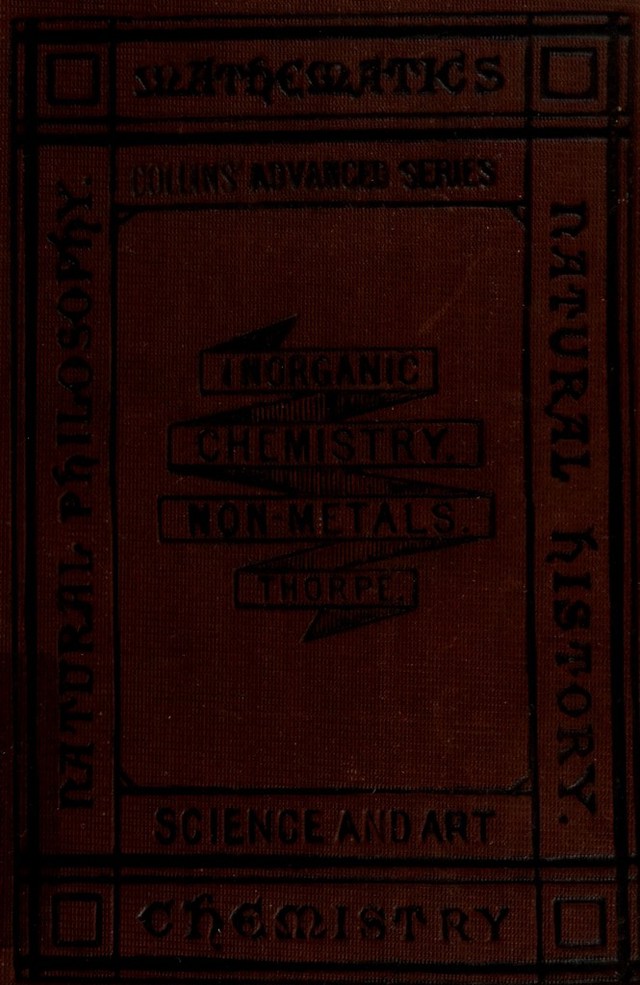 MATHEMATICS
COLLINS' ADVANCED SERIES
NATURAL PHILOSOPHY.
NATURAL HISTORY.
INORGANIC
CHEMISTRY.
NON-METALS.
THORPE.
SCIENCE AND ART
CHEMISTRY